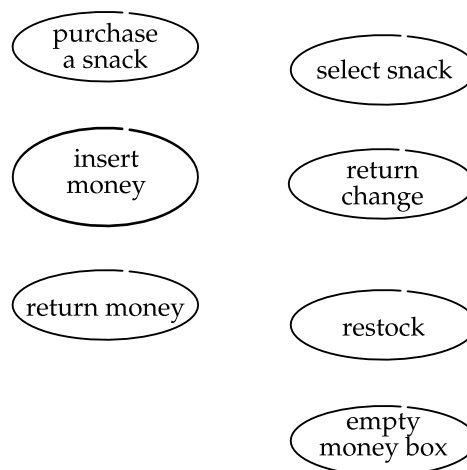 purchase
a snack
select snack
insert
money
return
change
return money
restock
empty
money box